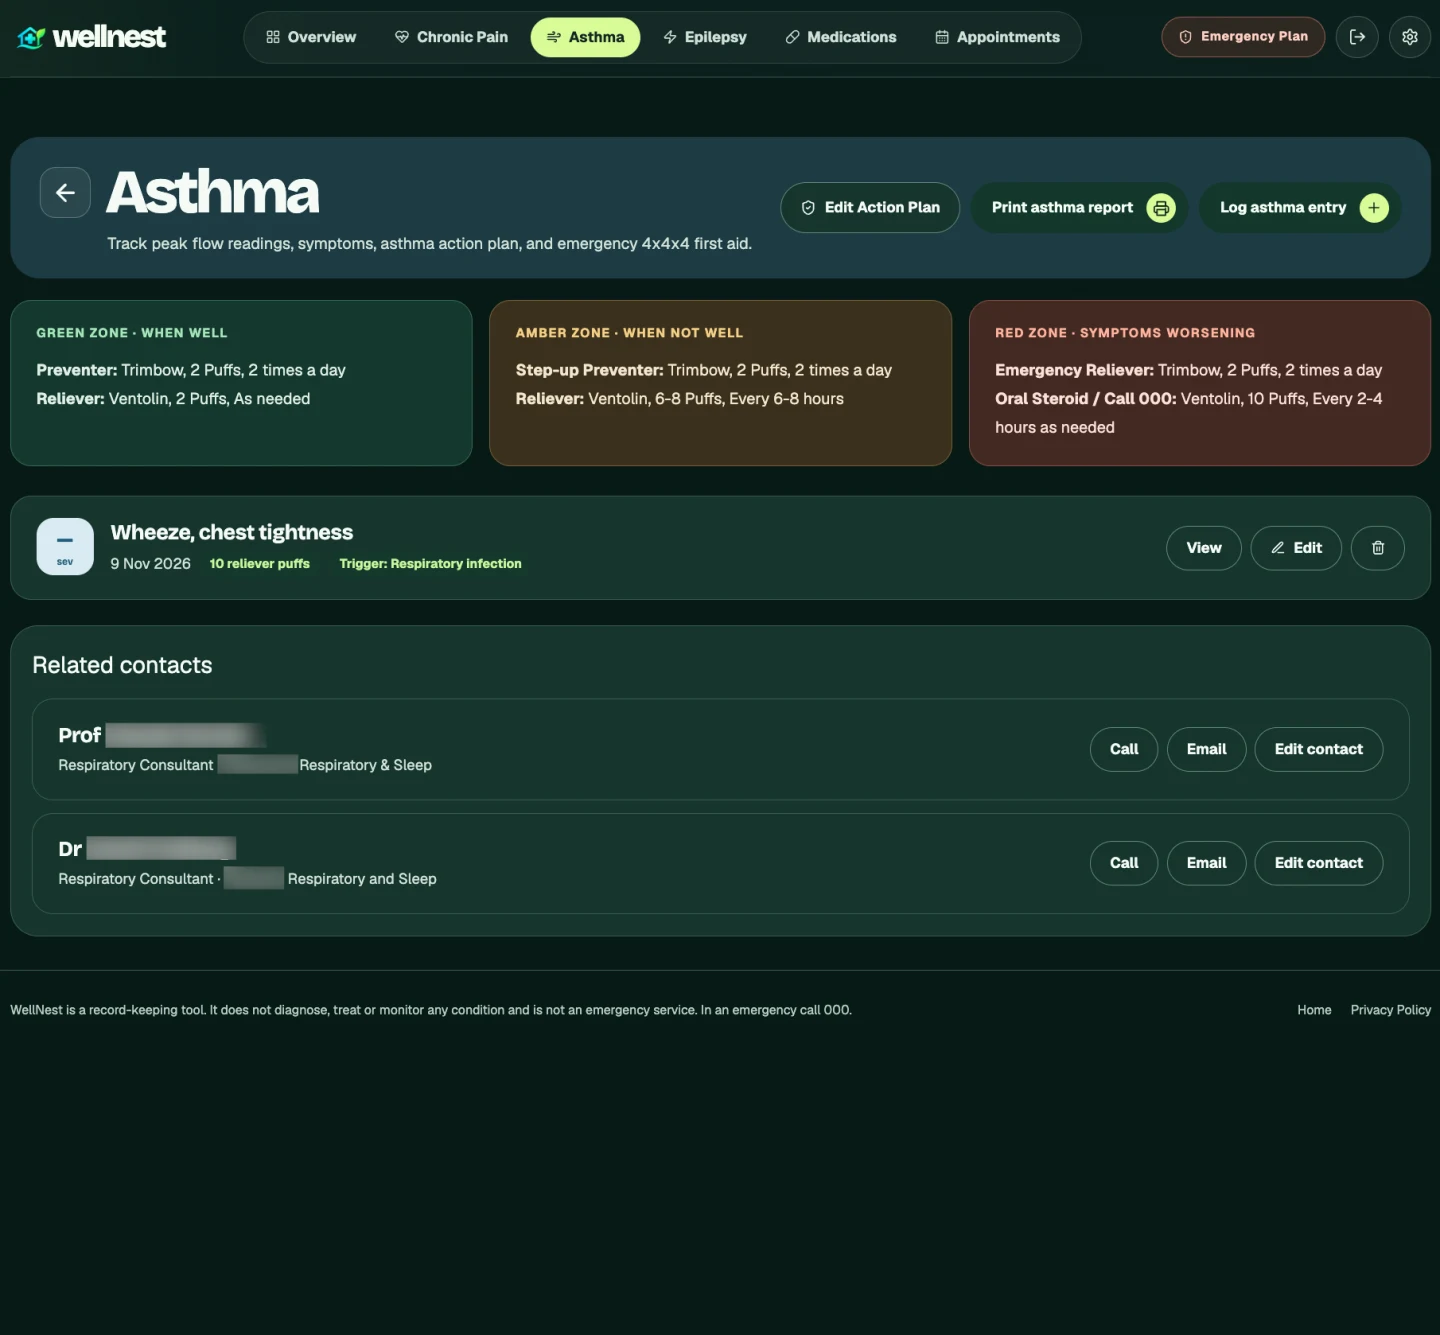 wellnest
Overview
Chronic Pain
Asthma
Epilepsy
Medications
Appointments
Emergency Plan
Asthma
Track peak flow readings, symptoms, asthma action plan, and emergency 4x4x4 first aid.
Edit Action Plan
Print asthma report
Log asthma entry
GREEN ZONE · WHEN WELL
Preventer: Trimbow, 2 Puffs, 2 times a day
Reliever: Ventolin, 2 Puffs, As needed
AMBER ZONE · WHEN NOT WELL
Step-up Preventer: Trimbow, 2 Puffs, 2 times a day
Reliever: Ventolin, 6-8 Puffs, Every 6-8 hours
RED ZONE · SYMPTOMS WORSENING
Emergency Reliever: Trimbow, 2 Puffs, 2 times a day
Oral Steroid / Call 000: Ventolin, 10 Puffs, Every 2-4
hours as needed
–
sev
Wheeze, chest tightness
9 Nov 2026 10 reliever puffs Trigger: Respiratory infection
View
Edit
Related contacts
Prof
Respiratory Consultant Respiratory & Sleep
Call
Email
Edit contact
Dr
Respiratory Consultant · Respiratory and Sleep
Call
Email
Edit contact
WellNest is a record-keeping tool. It does not diagnose, treat or monitor any condition and is not an emergency service. In an emergency call 000.
Home
Privacy Policy